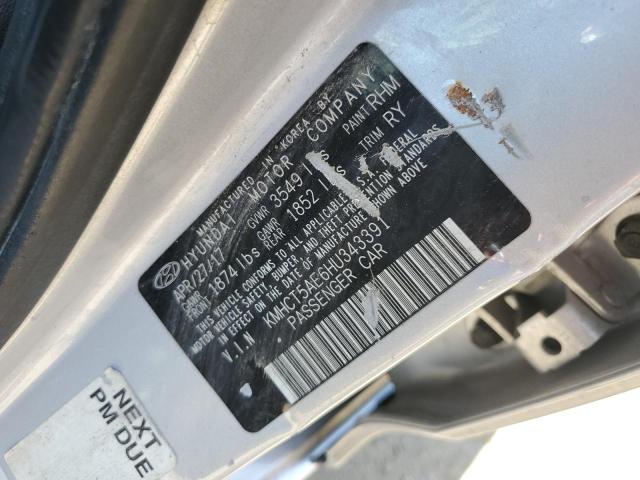 MANUFACTURED IN KOREA BY
HYUNDAI MOTOR COMPANY
APR/27/17 GVWR 3549 PAINT RHM
GAWR FRONT 1874 lbs GAWR REAR 1852 TRIM RY
THIS VEHICLE CONFORMS TO ALL APPLICABLE FEDERAL
MOTOR VEHICLE SAFETY, BUMPER, AND THEFT PREVENTION STANDARDS
IN EFFECT ON THE DATE OF MANUFACTURE SHOWN ABOVE.
V.I.N KMHCT5AE6HU343391
PASSENGER CAR
NEXT
PM DUE